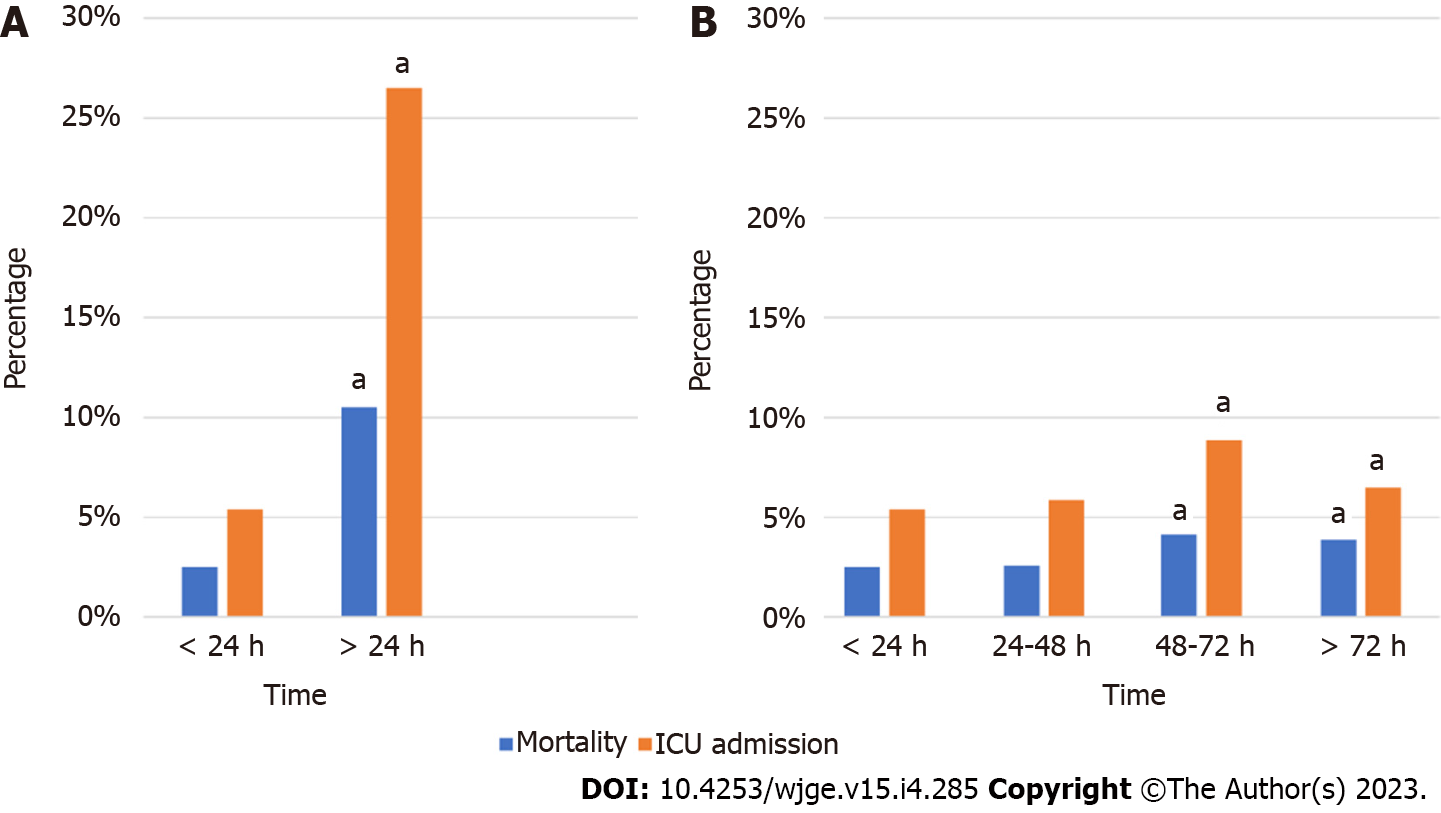 A
30%
25%
20%
15%
10%
5%
0%
Percentage
a
a
< 24 h
> 24 h
Time
B
30%
25%
20%
15%
10%
5%
0%
Percentage
a
a
a
a
< 24 h
24-48 h
48-72 h
> 72 h
Time
Mortality ICU admission
DOI: 10.4253/wjge.v15.i4.285 Copyright ©The Author(s) 2023.